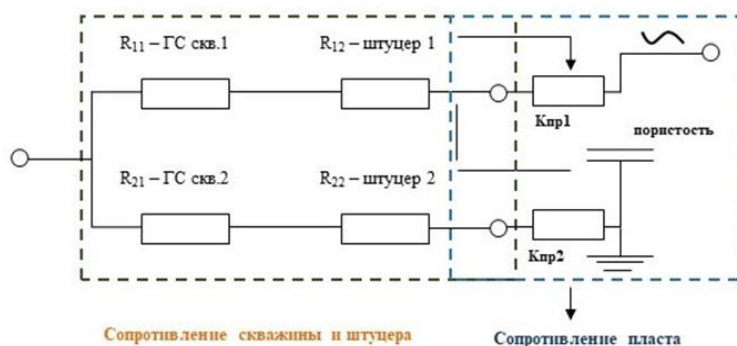 R11 – ГС скв.1
R12 – штуцер 1
Кпр1
пористость
R21 – ГС скв.2
R22 – штуцер 2
Кпр2
Сопротивление скважины и штуцера
Сопротивление пласта